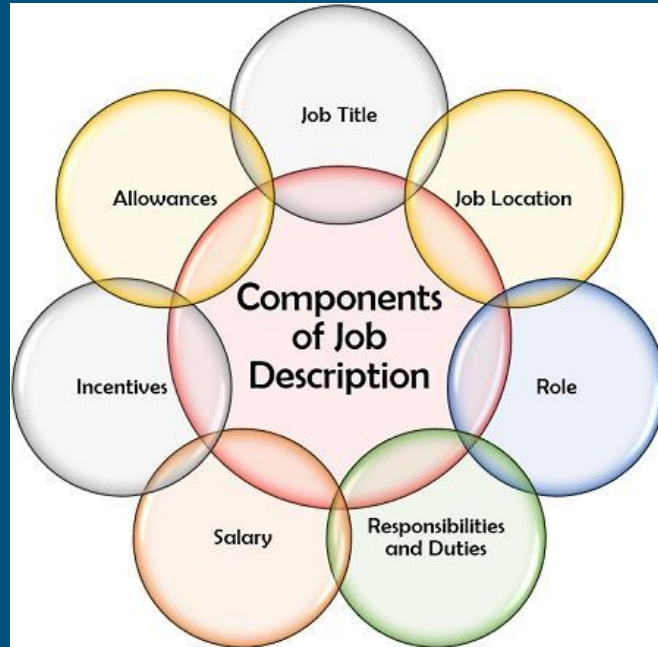 Job Title
Job Location
Role
Responsibilities
and Duties
Salary
Incentives
Allowances
Components
of Job
Description